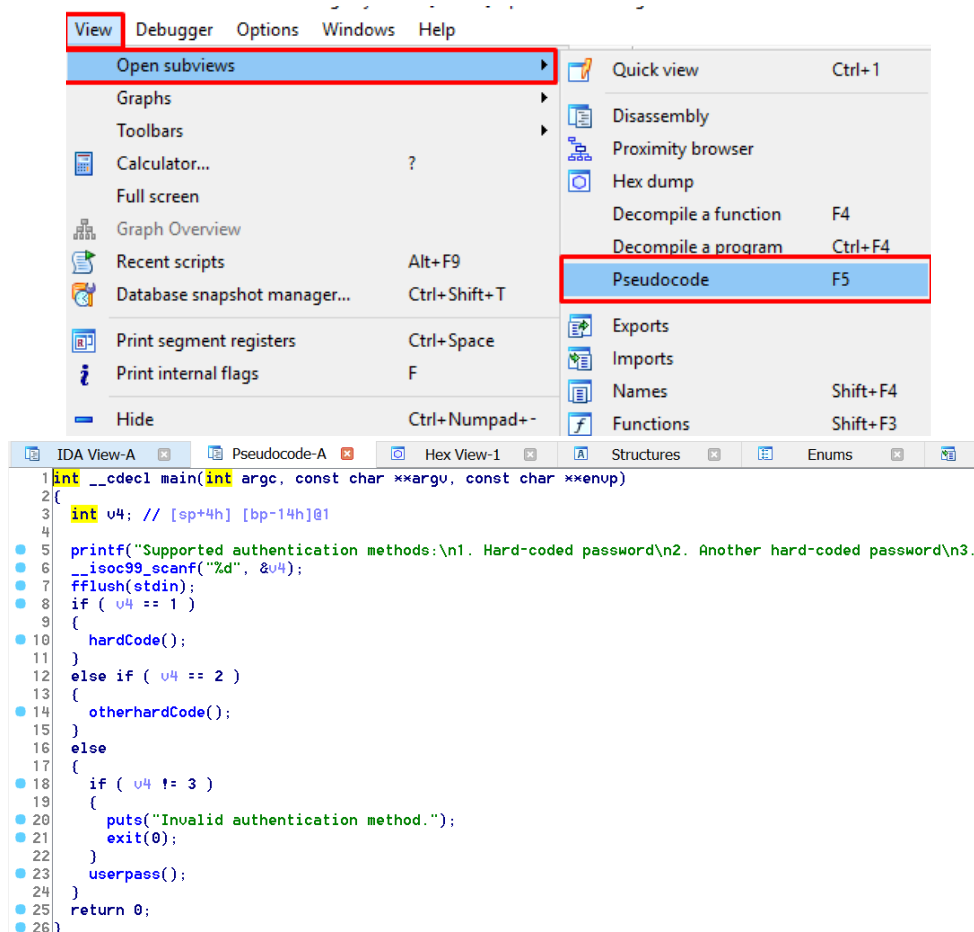 View Debugger Options Windows Help
Open subviews
Graphs
Toolbars
Calculator... ?
Full screen
Graph Overview
Recent scripts Alt+F9
Database snapshot manager... Ctrl+Shift+T
Print segment registers Ctrl+Space
Print internal flags F
Hide Ctrl+Numpad+-
Quick view Ctrl+1
Disassembly
Proximity browser
Hex dump
Decompile a function F4
Decompile a program Ctrl+F4
Pseudocode F5
Exports
Imports
Names Shift+F4
Functions Shift+F3
IDA View-A Pseudocode-A Hex View-1 Structures Enums
1 int __cdecl main(int argc, const char **argv, const char **envp)
2 {
3 int v4; // [sp+4h] [bp-14h]@1
4
5 printf("Supported authentication methods:\n1. Hard-coded password\n2. Another hard-coded password\n3.
6 __isoc99_scanf("%d", &v4);
7 fflush(stdin);
8 if ( v4 == 1 )
9 {
10 hardCode();
11 }
12 else if ( v4 == 2 )
13 {
14 otherhardCode();
15 }
16 else
17 {
18 if ( v4 != 3 )
19 {
20 puts("Invalid authentication method.");
21 exit(0);
22 }
23 userpass();
24 }
25 return 0;
26 }